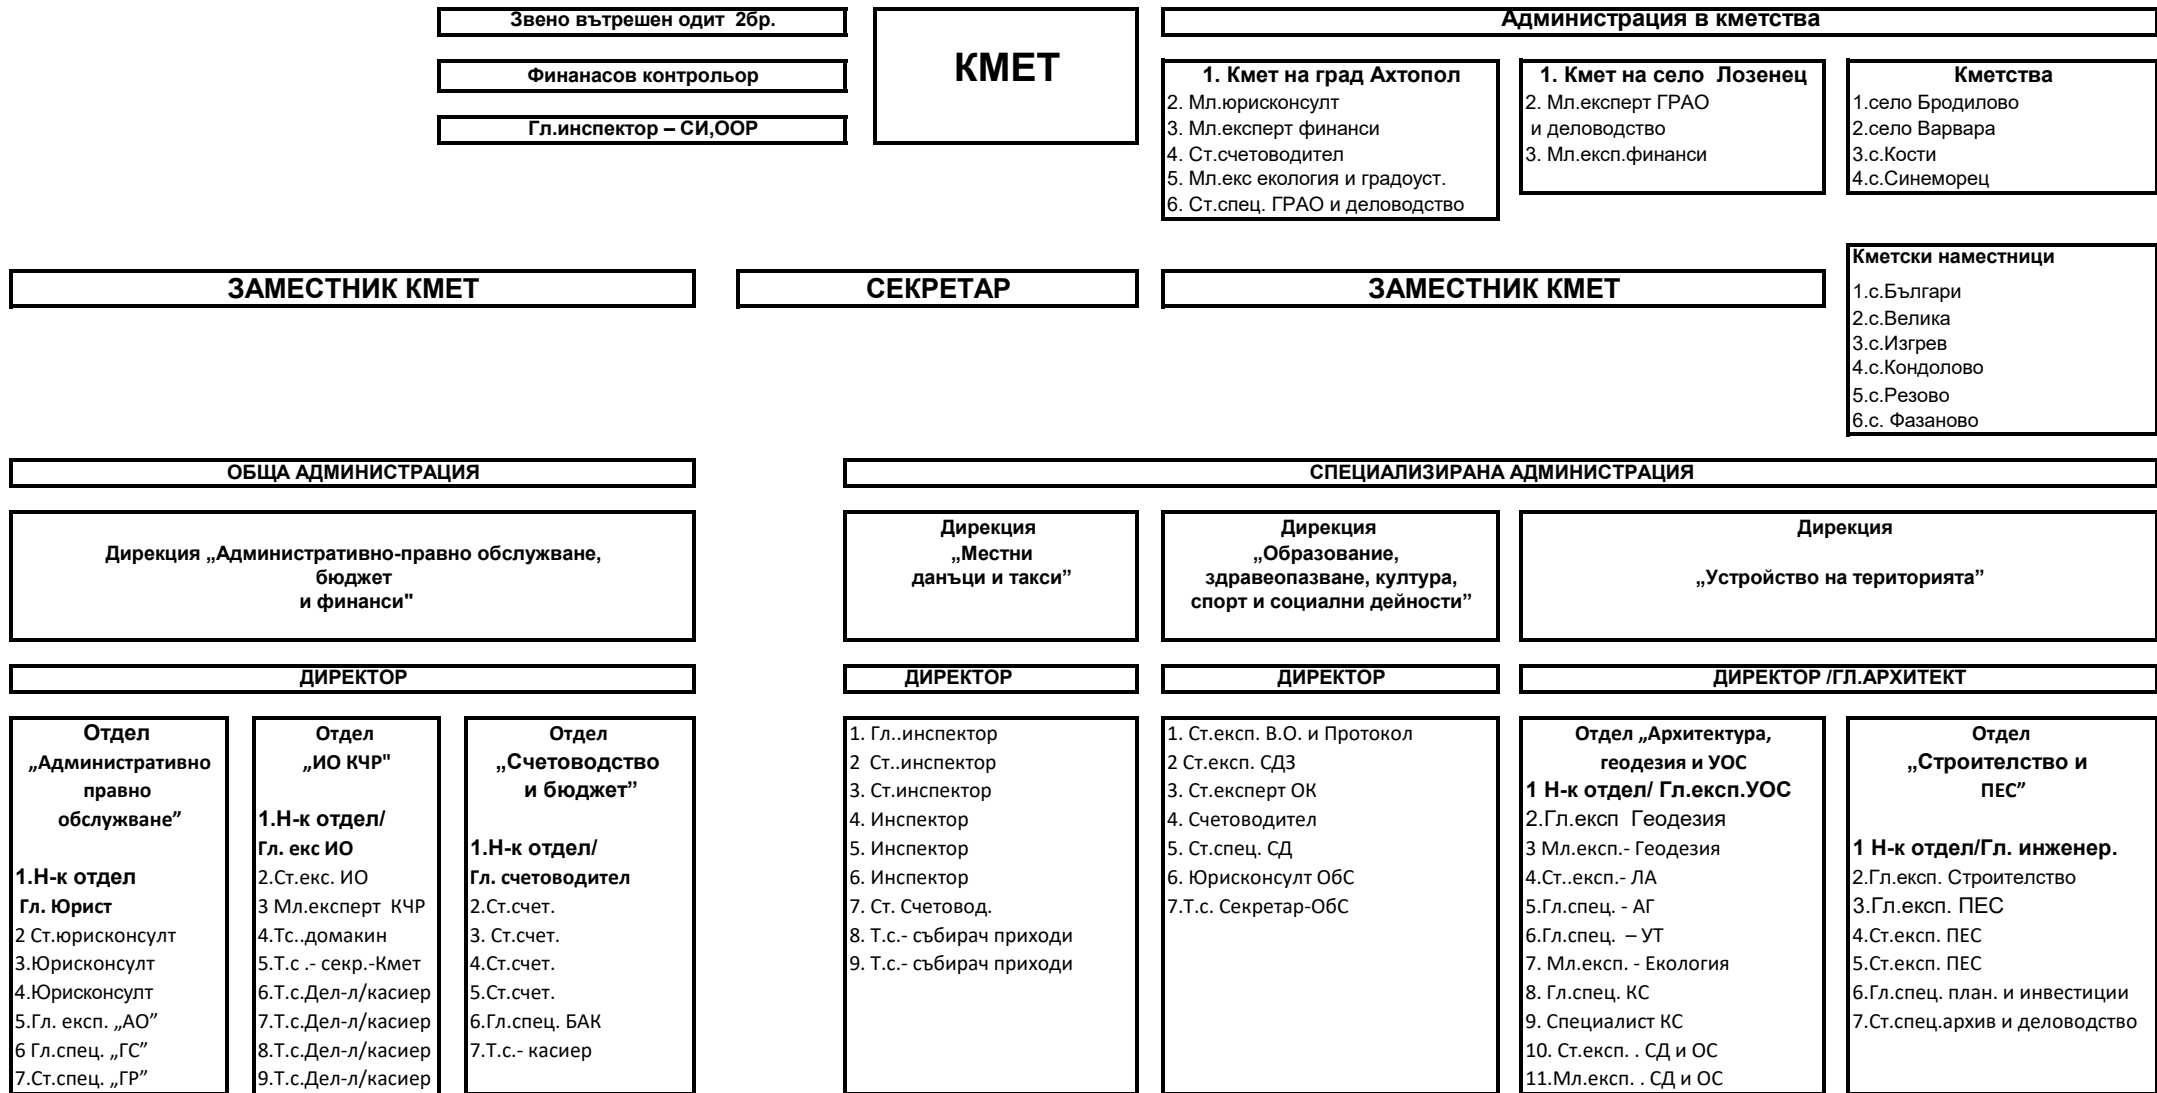 Звено вътрешен одит 2бр.
Финанасов контрольор
Гл.инспектор – СИ,ООР
КМЕТ
Администрация в кметства
1. Кмет на град Ахтопол
2. Мл.юрисконсулт
3. Мл.експерт финанси
4. Ст.счетоводител
5. Мл.екс екология и градоуст.
6. Ст.спец. ГРАО и деловодство
1. Кмет на село Лозенец
2. Мл.експерт ГРАО
и деловодство
3. Мл.експ.финанси
Кметства
1.село Бродилово
2.село Варвара
3.с.Кости
4.с.Синеморец
Кметски наместници
1.с.Българи
2.с.Велика
3.с.Изгрев
4.с.Кондолово
5.с.Резово
6.с. Фазаново
ЗАМЕСТНИК КМЕТ
СЕКРЕТАР
ЗАМЕСТНИК КМЕТ
ОБЩА АДМИНИСТРАЦИЯ
СПЕЦИАЛИЗИРАНА АДМИНИСТРАЦИЯ
Дирекция „Административно-правно обслужване,
бюджет
и финанси"
Дирекция
„Местни
данъци и такси”
Дирекция
„Образование,
здравеопазване, култура,
спорт и социални дейности”
Дирекция
„Устройство на територията”
ДИРЕКТОР
ДИРЕКТОР
ДИРЕКТОР
ДИРЕКТОР /ГЛ.АРХИТЕКТ
Отдел
„Административно
правно
обслужване”
1.Н-к отдел
Гл. Юрист
2 Ст.юрисконсулт
3.Юрисконсулт
4.Юрисконсулт
5.Гл. експ. „АО”
6 Гл.спец. „ГС”
7.Ст.спец. „ГР”
Отдел
„ИО КЧР"
1.Н-к отдел/
Гл. екс ИО
2.Ст.екс. ИО
3 Мл.експерт КЧР
4.Тс..домакин
5.Т.с .- секр.-Кмет
6.Т.с.Дел-л/касиер
7.Т.с.Дел-л/касиер
8.Т.с.Дел-л/касиер
9.Т.с.Дел-л/касиер
Отдел
„Счетоводство
и бюджет”
1.Н-к отдел/
Гл. счетоводител
2.Ст.счет.
3. Ст.счет.
4.Ст.счет.
5.Ст.счет.
6.Гл.спец. БАК
7.Т.с.- касиер
1. Гл..инспектор
2 Ст..инспектор
3. Ст.инспектор
4. Инспектор
5. Инспектор
6. Инспектор
7. Ст. Счетовод.
8. Т.с.- събирач приходи
9. Т.с.- събирач приходи
1. Ст.експ. В.О. и Протокол
2 Ст.експ. СДЗ
3. Ст.експерт ОК
4. Счетоводител
5. Ст.спец. СД
6. Юрисконсулт ОбС
7.Т.с. Секретар-ОбС
Отдел „Архитектура,
геодезия и УОС
1 Н-к отдел/ Гл.експ.УОС
2.Гл.експ Геодезия
3 Мл.експ.- Геодезия
4.Ст..експ.- ЛА
5.Гл.спец. - АГ
6.Гл.спец. – УТ
7. Мл.експ. - Екология
8. Гл.спец. КС
9. Специалист КС
10. Ст.експ. . СД и ОС
11.Мл.експ. . СД и ОС
Отдел
„Строителство и
ПЕС”
1 Н-к отдел/Гл. инженер.
2.Гл.експ. Строителство
3.Гл.експ. ПЕС
4.Ст.експ. ПЕС
5.Ст.експ. ПЕС
6.Гл.спец. план. и инвестиции
7.Ст.спец.архив и деловодство